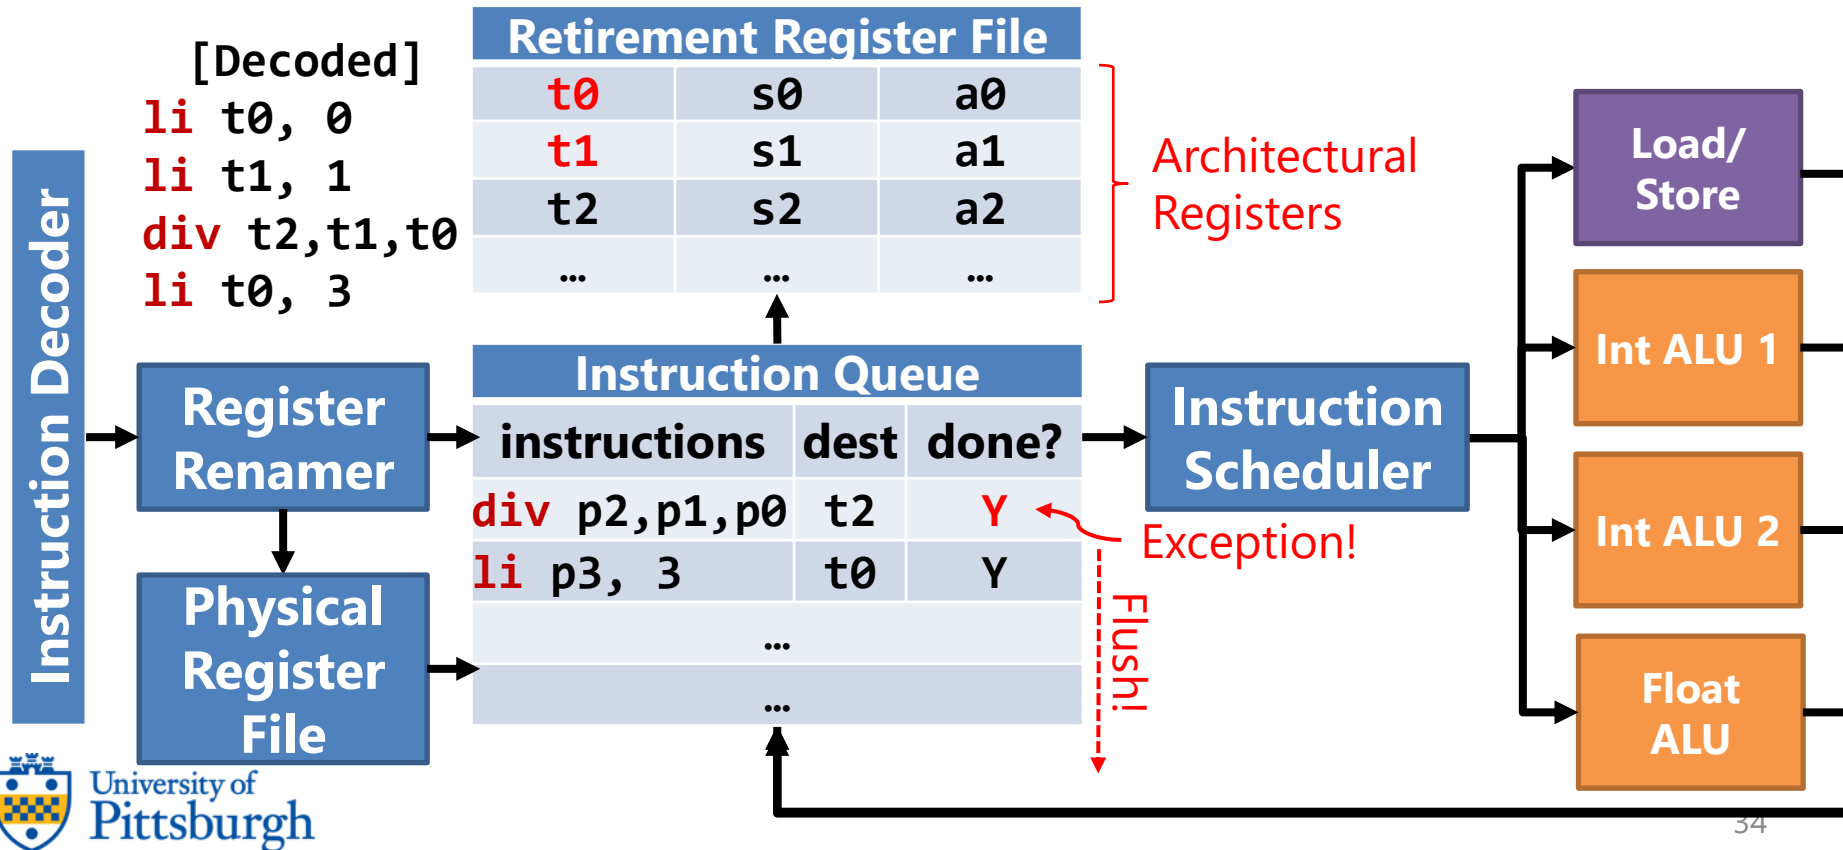 [Decoded]
li t0, 0
li t1, 1
div t2,t1,t0
li t0, 3
Instruction Decoder
Retirement Register File
t0 s0 a0
t1 s1 a1
t2 s2 a2
… … …
Architectural
Registers
Register
Renamer
Physical
Register
File
Instruction Queue
instructions dest done?
div p2,p1,p0 t2 Y
li p3, 3 t0 Y
…
…
Exception!
Flush!
Instruction
Scheduler
Load/
Store
Int ALU 1
Int ALU 2
Float
ALU
University of
Pittsburgh
34